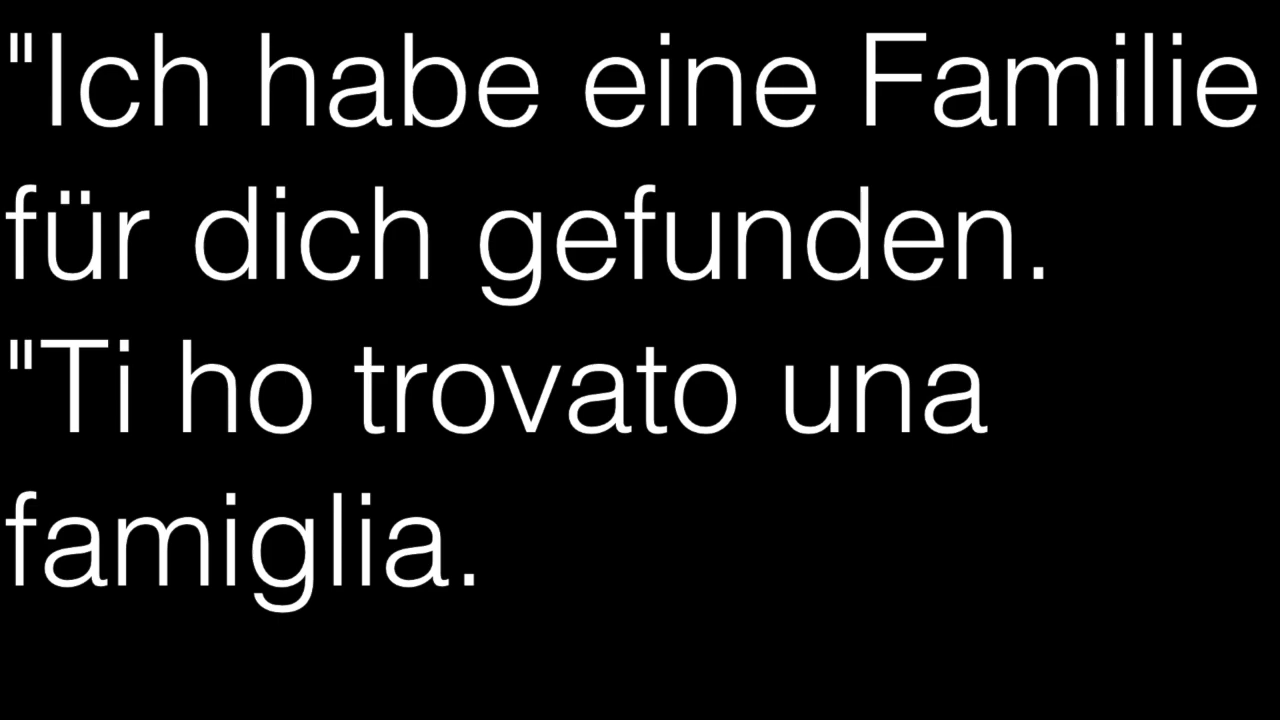 "Ich habe eine Familie
für dich gefunden.
"Ti ho trovato una
famiglia.